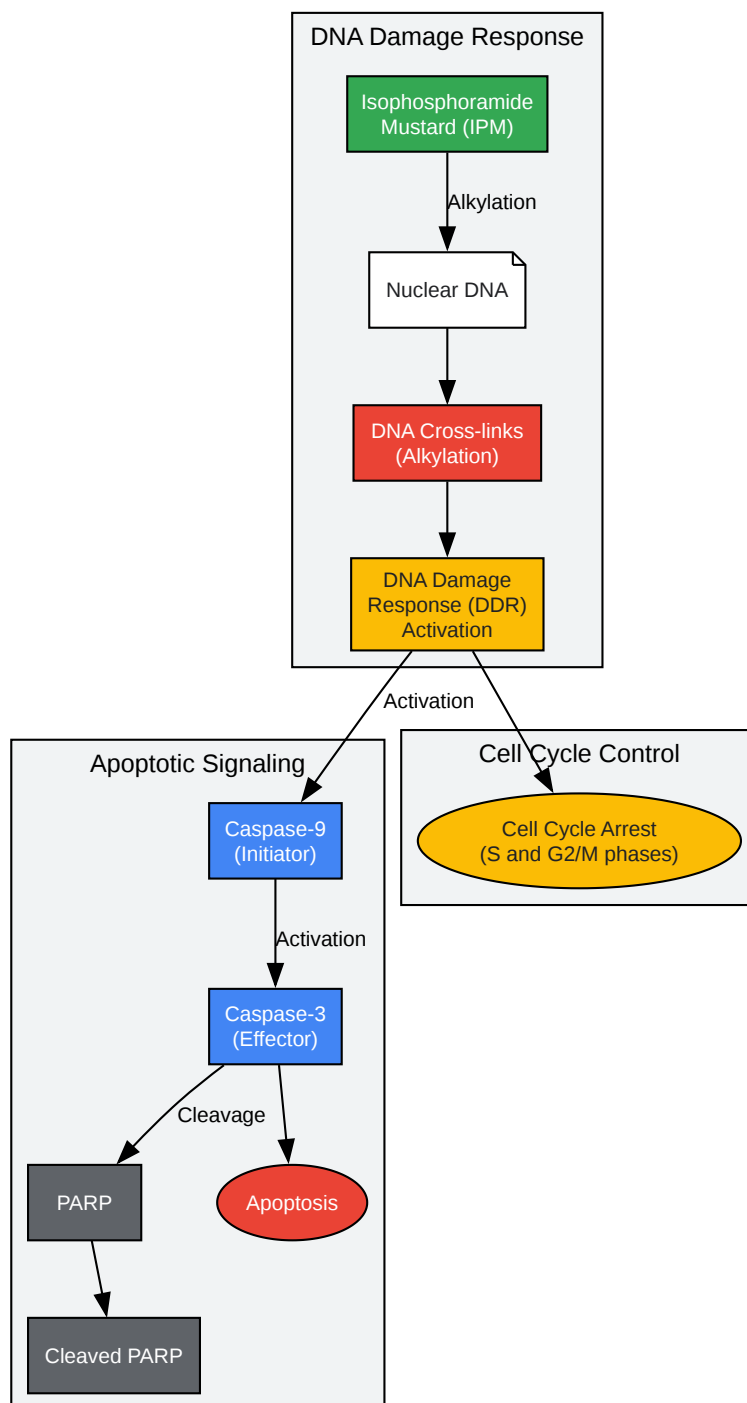 DNA Damage Response
Isophosphoramide
Mustard (IPM)
Alkylation
Nuclear DNA
DNA Cross-links
(Alkylation)
DNA Damage
Response (DDR)
Activation
Activation
Apoptotic Signaling
Cell Cycle Control
Caspase-9
(Initiator)
Cell Cycle Arrest
(S and G2/M phases)
Activation
Caspase-3
(Effector)
Cleavage
PARP
Apoptosis
Cleaved PARP